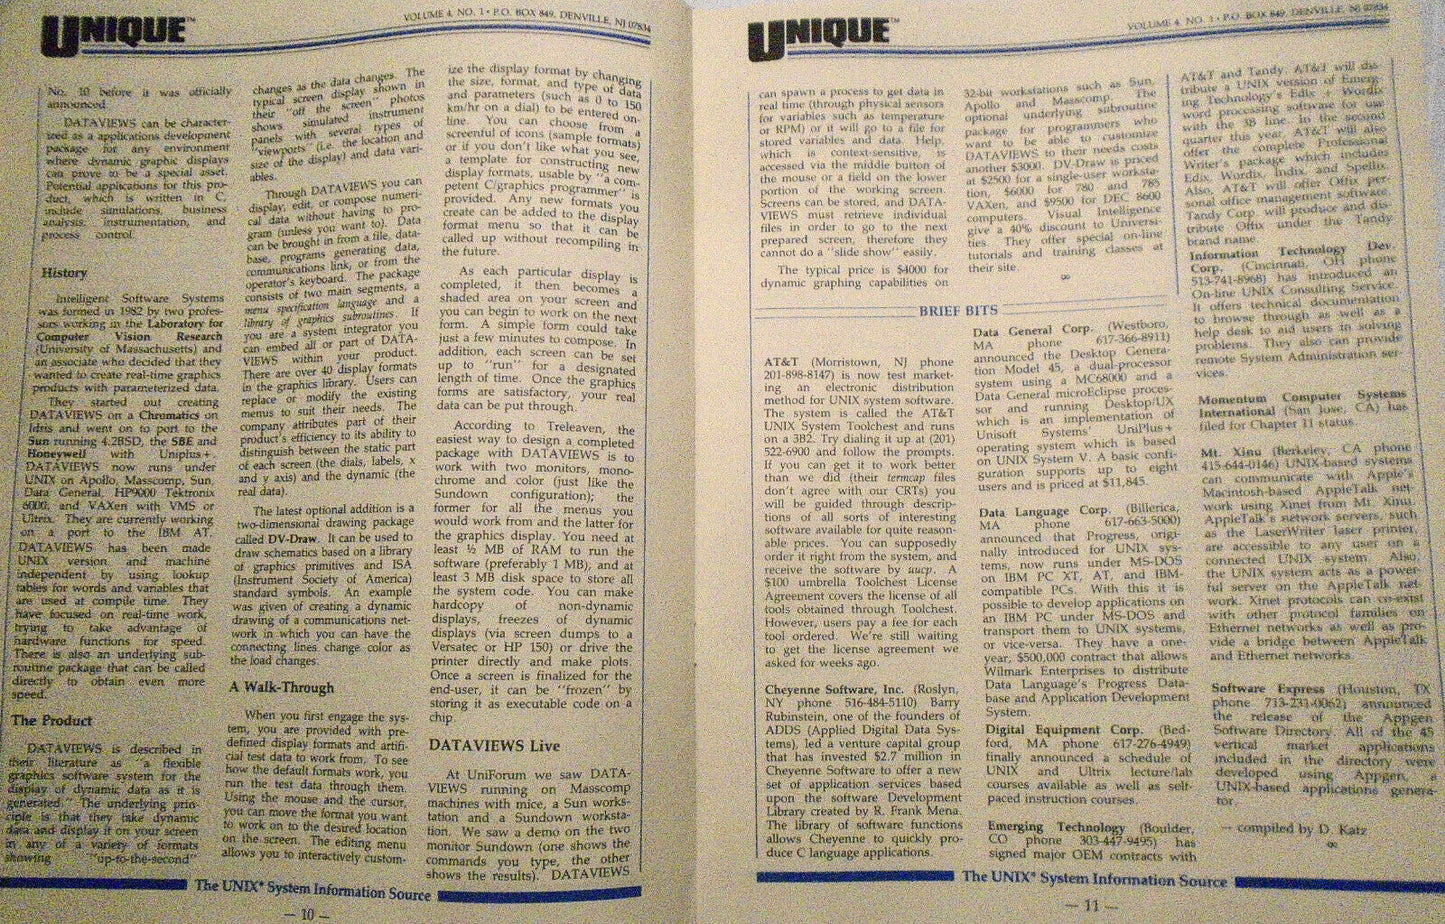 UNIQUE™
VOLUME 4, NO. 1 • P.O. BOX 849, DENVILLE, NJ 07834
No. 10 before it was officially
announced.
DATAVIEWS can be character-
ized as a applications development
package for any environment
where dynamic graphic displays
can prove to be a special asset.
Potential applications for this pro-
duct, which is written in C,
include simulations, business
analysis, instrumentation, and
process control.
History
Intelligent Software Systems
was formed in 1982 by two profes-
sors working in the Laboratory for
Computer Vision Research
(University of Massachusetts) and
an associate who decided that they
wanted to create real-time graphics
products with parameterized data.
They started out creating
DATAVIEWS on a Chromatics on
Idris and went on to port to the
Sun running 4.2BSD, the SBE and
Honeywell with Uniplus+.
DATAVIEWS now runs under
UNIX on Apollo, Masscomp, Sun,
Data General, HP9000 Tektronix
6000, and VAXen with VMS or
Ultrix. They are currently working
on a port to the IBM AT.
DATAVIEWS has been made
UNIX version and machine
independent by using lookup
tables for words and variables that
are used at compile time. They
have focused on real-time work,
trying to take advantage of
hardware functions for speed.
There is also an underlying sub-
routine package that can be called
directly to obtain even more
speed.
The Product
DATAVIEWS is described in
their literature as "a flexible
graphics software system for the
display of dynamic data as it is
generated." The underlying prin-
ciple is that they take dynamic
data and display it on your screen
in any of a variety of formats
showing "up-to-the-second"
changes as the data changes. The
typical screen display shown in
their "off the screen" photos
shows simulated instrument
panels with several types of
"viewports" (i.e. the location and
size of the display) and data vari-
ables.
Through DATAVIEWS you can
display, edit, or compose numeri-
cal data without having to pro-
gram (unless you want to). Data
can be brought in from a file, data-
base, programs generating data,
communications link, or from the
operator's keyboard. The package
consists of two main segments, a
menu specification language and a
library of graphics subroutines. If
you are a system integrator you
can embed all or part of DATA-
VIEWS within your product.
There are over 40 display formats
in the graphics library. Users can
replace or modify the existing
menus to suit their needs. The
company attributes part of their
product's efficiency to its ability to
distinguish between the static part
of each screen (the dials, labels, x
and y axis) and the dynamic (the
real data).
The latest optional addition is a
two-dimensional drawing package
called DV-Draw. It can be used to
draw schematics based on a library
of graphics primitives and ISA
(Instrument Society of America)
standard symbols. An example
was given of creating a dynamic
drawing of a communications net-
work in which you can have the
connecting lines change color as
the load changes.
A Walk-Through
When you first engage the sys-
tem, you are provided with pre-
defined display formats and artifi-
cial test data to work from. To see
how the default formats work, you
run the test data through them.
Using the mouse and the cursor,
you can move the format you want
to work on to the desired location
on the screen. The editing menu
allows you to interactively custom-
ize the display format by changing
the size, format, and type of data
and parameters (such as 0 to 150
km/hr on a dial) to be entered on-
line. You can choose from a
screenful of icons (sample formats)
or if you don't like what you see,
a template for constructing new
display formats, usable by "a com-
petent C/graphics programmer" is
provided. Any new formats you
create can be added to the display
format menu so that it can be
called up without recompiling in
the future.
As each particular display is
completed, it then becomes a
shaded area on your screen and
you can begin to work on the next
form. A simple form could take
just a few minutes to compose. In
addition, each screen can be set
up to "run" for a designated
length of time. Once the graphics
forms are satisfactory, your real
data can be put through.
According to Treleaven, the
easiest way to design a completed
package with DATAVIEWS is to
work with two monitors, mono-
chrome and color (just like the
Sundown configuration); the
former for all the menus you
would work from and the latter for
the graphics display. You need at
least ½ MB of RAM to run the
software (preferably 1 MB), and at
least 3 MB disk space to store all
the system code. You can make
hardcopy of non-dynamic
displays, freezes of dynamic
displays (via screen dumps to a
Versatec or HP 150) or drive the
printer directly and make plots.
Once a screen is finalized for the
end-user, it can be "frozen" by
storing it as executable code on a
chip.
DATAVIEWS Live
At UniForum we saw DATA-
VIEWS running on Masscomp
machines with mice, a Sun works-
tation and a Sundown worksta-
tion. We saw a demo on the two
monitor Sundown (one shows the
commands you type, the other
shows the results). DATAVIEWS
The UNIX* System Information Source
— 10 —
UNIQUE™
VOLUME 4, NO. 1 • P.O. BOX 849, DENVILLE, NJ 07834
can spawn a process to get data in
real time (through physical sensors
for variables such as temperature
or RPM) or it will go to a file for
stored variables and data. Help,
which is context-sensitive, is
accessed via the middle button of
the mouse or a field on the lower
portion of the working screen.
Screens can be stored, and DATA-
VIEWS must retrieve individual
files in order to go to the next
prepared screen, therefore they
cannot do a "slide show" easily.
The typical price is $4000 for
dynamic graphing capabilities on
32-bit workstations such as Sun,
Apollo and Masscomp. The
optional underlying subroutine
package for programmers who
want to be able to customize
DATAVIEWS to their needs costs
another $3000. DV-Draw is priced
at $2500 for a single-user worksta-
tion, $6000 for 780 and 785
VAXen, and $9500 for DEC 8600
computers. Visual Intelligence
give a 40% discount to Universi-
ties. They offer special on-line
tutorials and training classes at
their site.
∞
BRIEF BITS
AT&T (Morristown, NJ phone
201-898-8147) is now test market-
ing an electronic distribution
method for UNIX system software.
The system is called the AT&T
UNIX System Toolchest and runs
on a 3B2. Try dialing it up at (201)
522-6900 and follow the prompts.
If you can get it to work better
than we did (their termcap files
don't agree with our CRTs) you
will be guided through descrip-
tions of all sorts of interesting
software available for quite reason-
able prices. You can supposedly
order it right from the system, and
receive the software by uucp. A
$100 umbrella Toolchest License
Agreement covers the license of all
tools obtained through Toolchest.
However, users pay a fee for each
tool ordered. We're still waiting
to get the license agreement we
asked for weeks ago.
Cheyenne Software, Inc. (Roslyn,
NY phone 516-484-5110) Barry
Rubinstein, one of the founders of
ADDS (Applied Digital Data Sys-
tems), led a venture capital group
that has invested $2.7 million in
Cheyenne Software to offer a new
set of application services based
upon the software Development
Library created by R. Frank Mena.
The library of software functions
allows Cheyenne to quickly pro-
duce C language applications.
Data General Corp. (Westboro,
MA phone 617-366-8911)
announced the Desktop Genera-
tion Model 45, a dual-processor
system using a MC68000 and a
Data General microEclipse proces-
sor and running Desktop/UX
which is an implementation of
Unisoft Systems' UniPlus+
operating system which is based
on UNIX System V. A basic confi-
guration supports up to eight
users and is priced at $11,845.
Data Language Corp. (Billerica,
MA phone 617-663-5000)
announced that Progress, origi-
nally introduced for UNIX sys-
tems, now runs under MS-DOS
on IBM PC XT, AT, and IBM-
compatible PCs. With this it is
possible to develop applications on
an IBM PC under MS-DOS and
transport them to UNIX systems,
or vice-versa. They have a one-
year, $500,000 contract that allows
Wilmark Enterprises to distribute
Data Language's Progress Data-
base and Application Development
System.
Digital Equipment Corp. (Bed-
ford, MA phone 617-276-4949)
finally announced a schedule of
UNIX and Ultrix lecture/lab
courses available as well as self-
paced instruction courses.
Emerging Technology (Boulder,
CO phone 303-447-9495) has
signed major OEM contracts with
AT&T and Tandy. AT&T will dis-
tribute a UNIX version of Emerg-
ing Technology's Edix + Wordix
word processing software for use
with the 3B line. In the second
quarter this year, AT&T will also
offer the complete Professional
Writer's package which includes
Edix, Wordix, Indix, and Spellix.
Also, AT&T will offer Offix per-
sonal office management software.
Tandy Corp. will produce and dis-
tribute Offix under the Tandy
brand name.
Information Technology Dev.
Corp. (Cincinnati, OH phone
513-741-8968) has introduced an
On-line UNIX Consulting Service.
It offers technical documentation
to browse through as well as a
help desk to aid users in solving
problems. They also can provide
remote System Administration ser-
vices.
Momentum Computer Systems
International (San Jose, CA) has
filed for Chapter 11 status.
Mt. Xinu (Berkeley, CA phone
415-644-0146) UNIX-based systems
can communicate with Apple's
Macintosh-based AppleTalk net-
work using Xinet from Mt. Xinu.
AppleTalk's network servers, such
as the LaserWriter laser printer,
are accessible to any user on a
connected UNIX system. Also,
the UNIX system acts as a power-
ful server on the AppleTalk net-
work. Xinet protocols can co-exist
with other protocol families on
Ethernet networks as well as pro-
vide a bridge between AppleTalk
and Ethernet networks.
Software Express (Houston, TX
phone 713-231-0062) announced
the release of the Appgen
Software Directory. All of the 45
vertical market applications
included in the directory were
developed using Appgen, a
UNIX-based applications genera-
tor.
— compiled by D. Katz
∞
The UNIX* System Information Source
— 11 —